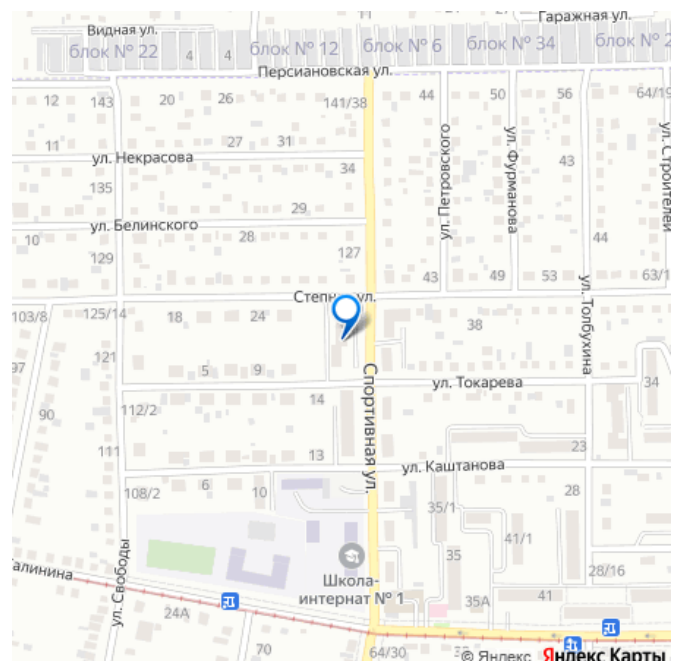 Гаражная ул.
Видная ул.
блок № 22
4
4
блок № 12
блок № 6
блок № 34
блок № 2
Персиановская ул.
12
143
20
26
141/38
44
50
56
64/19
11
27
31
ул. Некрасова
34
43
135
ул. Петровского
ул. Фурманова
ул. Строителей
29
ул. Белинского
10
28
127
44
129
43
49
53
63/1
Степная ул.
103/8
125/14
18
24
38
ул. Толбухина
97
121
5
9
Спортивная ул.
ул. Токарева
34
90
112/2
14
111
13
23
ул. Каштанова
108/2
6
10
28
35/1
41/1
35
Школа-
интернат № 1
28/16
ул. Свободы
35А
41
24А
70
64/30
© Яндекс Яндекс Карты